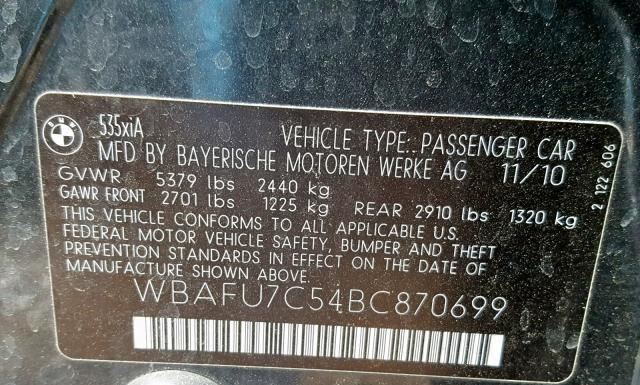 BMW
535xiA
VEHICLE TYPE: PASSENGER CAR
MFD BY BAYERISCHE MOTOREN WERKE AG 11/10
GVWR 5379 lbs 2440 kg
GAWR FRONT 2701 lbs 1225 kg REAR 2910 lbs 1320 kg
THIS VEHICLE CONFORMS TO ALL APPLICABLE U.S.
FEDERAL MOTOR VEHICLE SAFETY, BUMPER AND THEFT
PREVENTION STANDARDS IN EFFECT ON THE DATE OF
MANUFACTURE SHOWN ABOVE.
WBAFU7C54BC870699
2 122 606